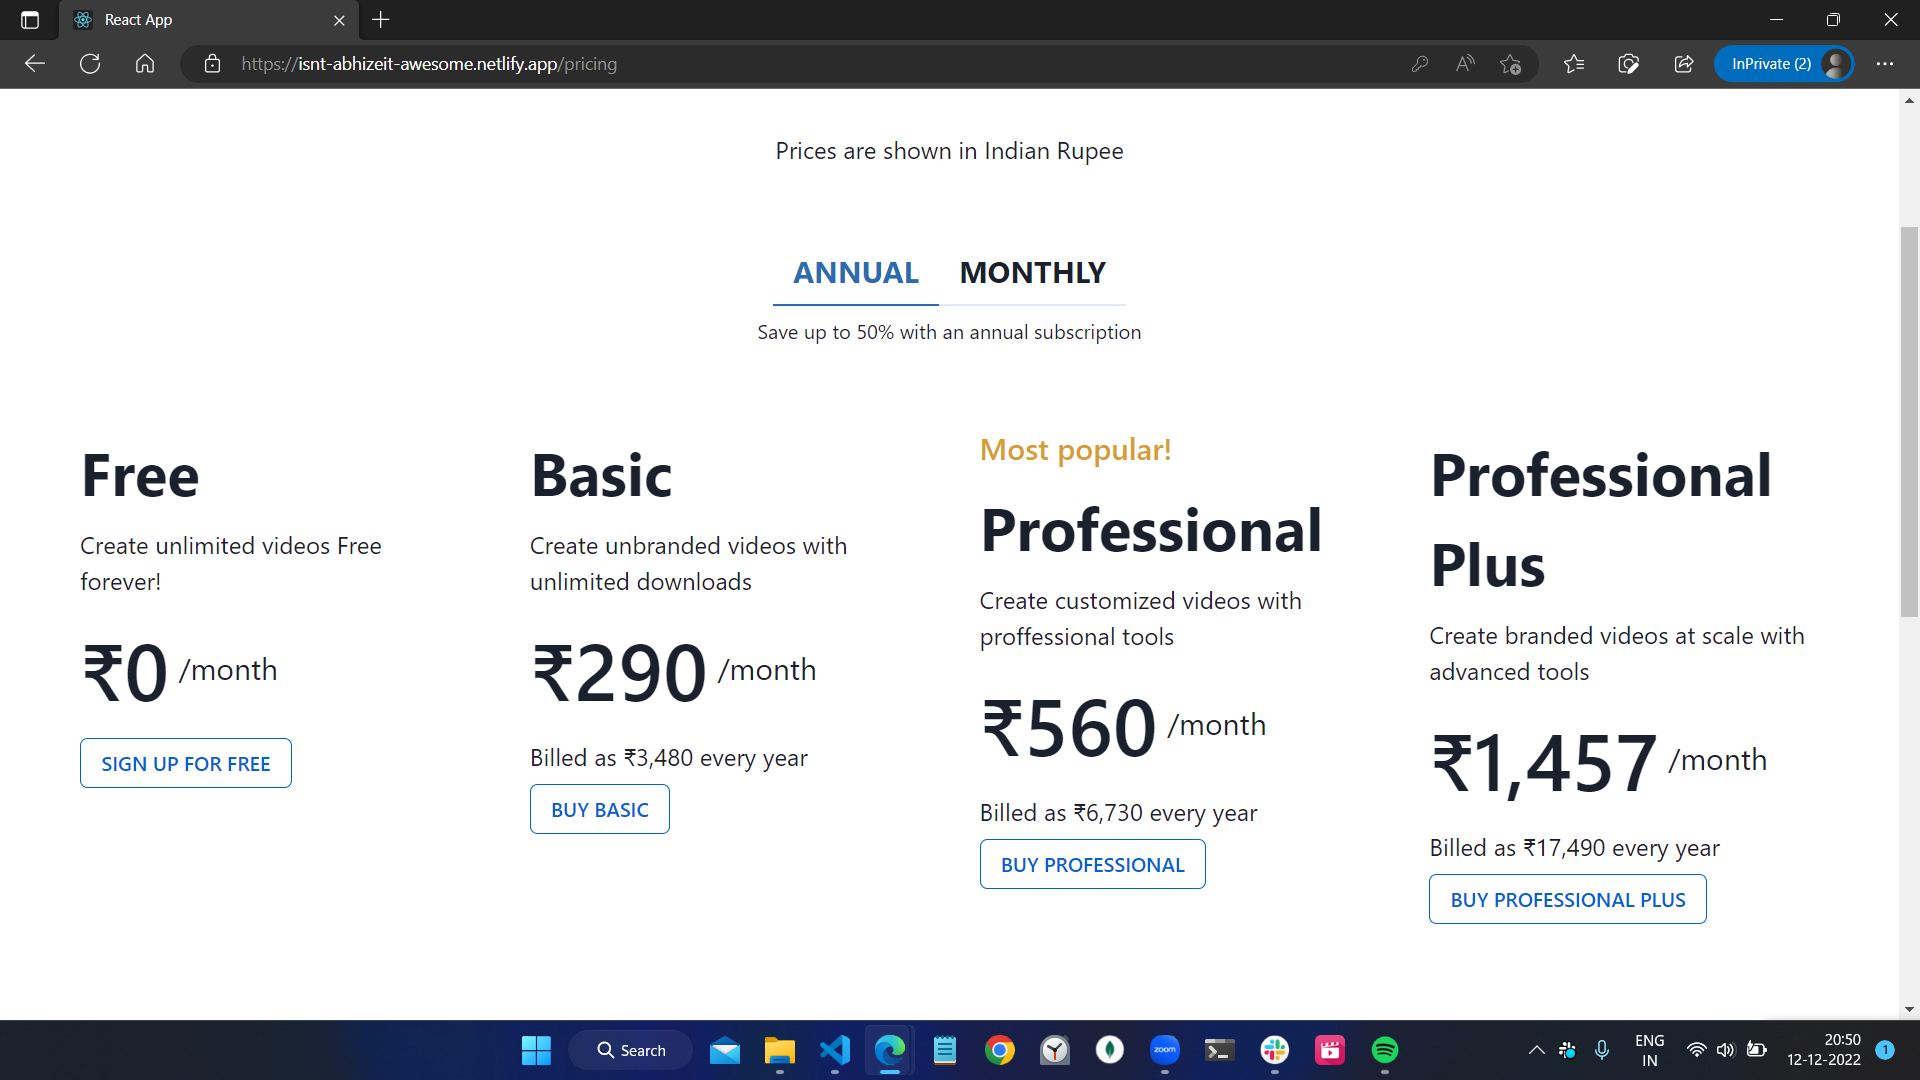 React App
https://isnt-abhizeit-awesome.netlify.app/pricing
InPrivate (2)
Prices are shown in Indian Rupee
ANNUAL MONTHLY
Save up to 50% with an annual subscription
Free
Create unlimited videos Free
forever!
₹0 /month
SIGN UP FOR FREE
Basic
Create unbranded videos with
unlimited downloads
₹290 /month
Billed as ₹3,480 every year
BUY BASIC
Most popular!
Professional
Create customized videos with
proffessional tools
₹560 /month
Billed as ₹6,730 every year
BUY PROFESSIONAL
Professional
Plus
Create branded videos at scale with
advanced tools
₹1,457 /month
Billed as ₹17,490 every year
BUY PROFESSIONAL PLUS
Search
zoom
ENG
IN
20:50
12-12-2022
1